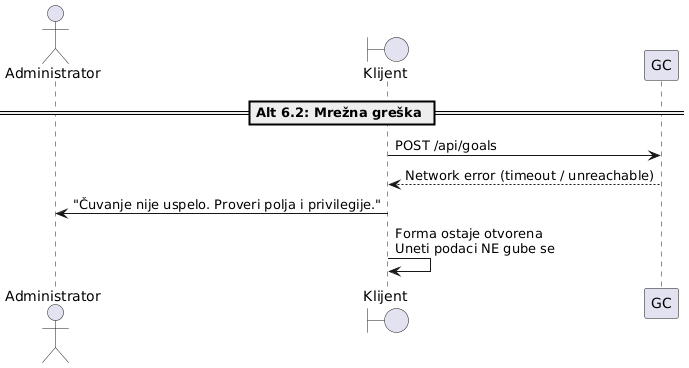 Administrator
Klijent
GC
Alt 6.2: Mrežna greška
POST /api/goals
Network error (timeout / unreachable)
"Čuvanje nije uspelo. Proveri polja i privilegije."
Forma ostaje otvorena
Uneti podaci NE gube se
Administrator
Klijent
GC